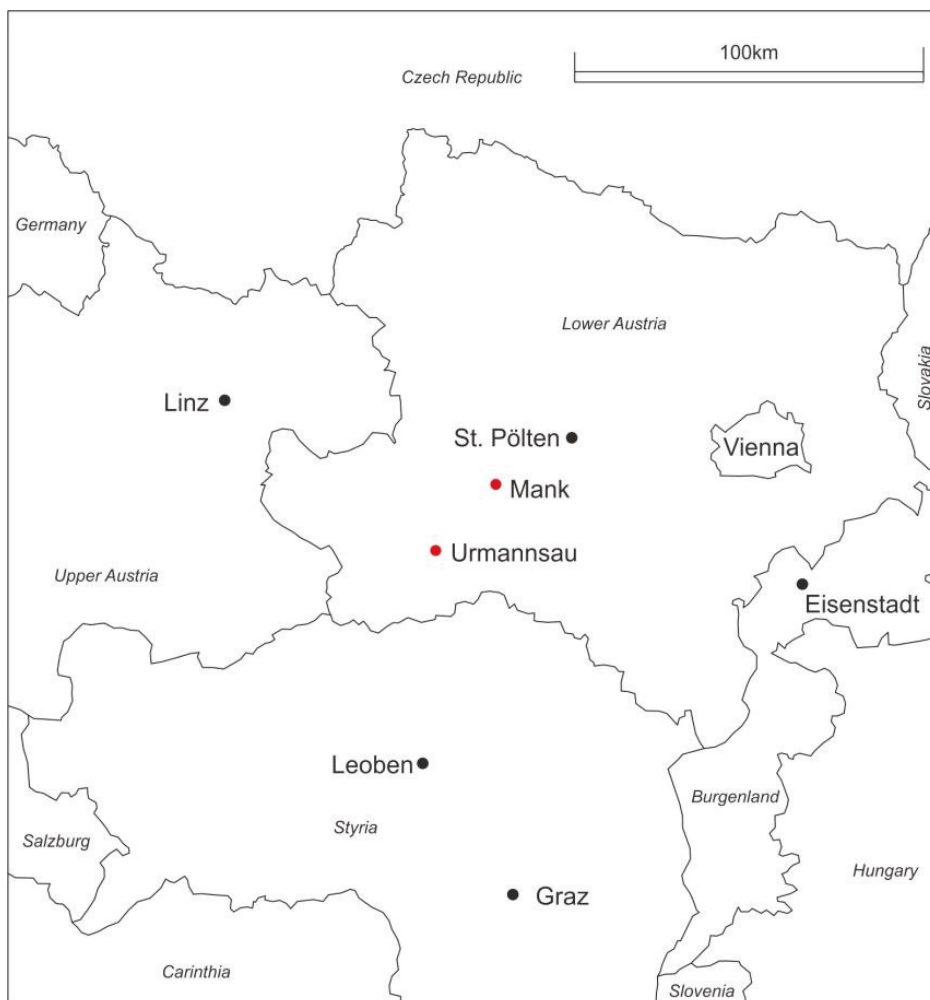 100km
Czech Republic
Germany
Lower Austria
Slovakia
Linz
St. Pölten
Vienna
Mank
Urmannsau
Upper Austria
Eisenstadt
Leoben
Burgenland
Styria
Salzburg
Hungary
Graz
Carinthia
Slovenia